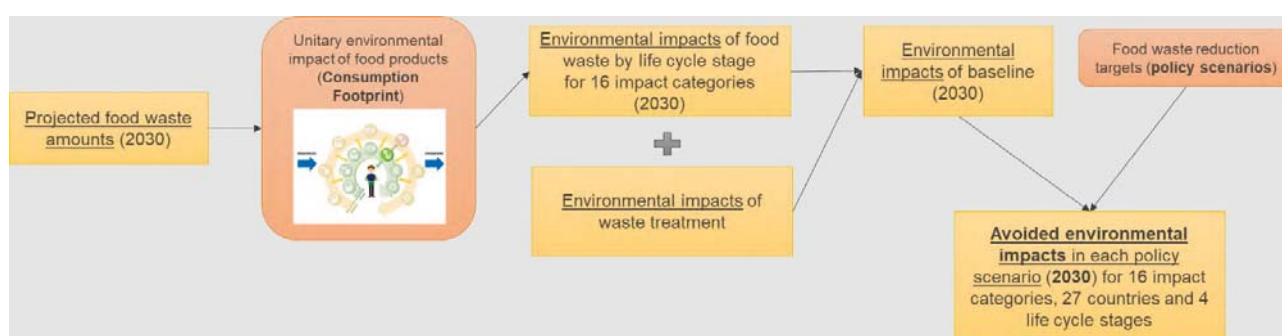 Projected food waste
amounts (2030)
Unitary environmental
impact of food products
(Consumption
Footprint)
Environmental impacts of food
waste by life cycle stage
for 16 impact categories
(2030)
Environmental impacts of
waste treatment
Environmental
impacts of baseline
(2030)
Food waste reduction
targets (policy scenarios)
Avoided environmental
impacts in each policy
scenario (2030) for 16 impact
categories, 27 countries and 4
life cycle stages